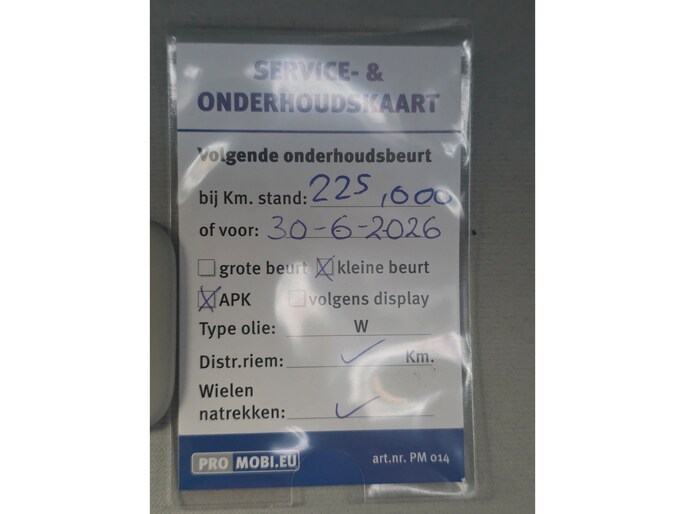 SERVICE- &
ONDERHOUDSKAART
Volgende onderhoudsbeurt
bij Km. stand: 225,000
of voor: 30-6-2026
grote beurt kleine beurt
APK volgens display
Type olie: W
Distr.riem: Km.
Wielen
natrekken:
PRO MOBI.EU art.nr. PM 014